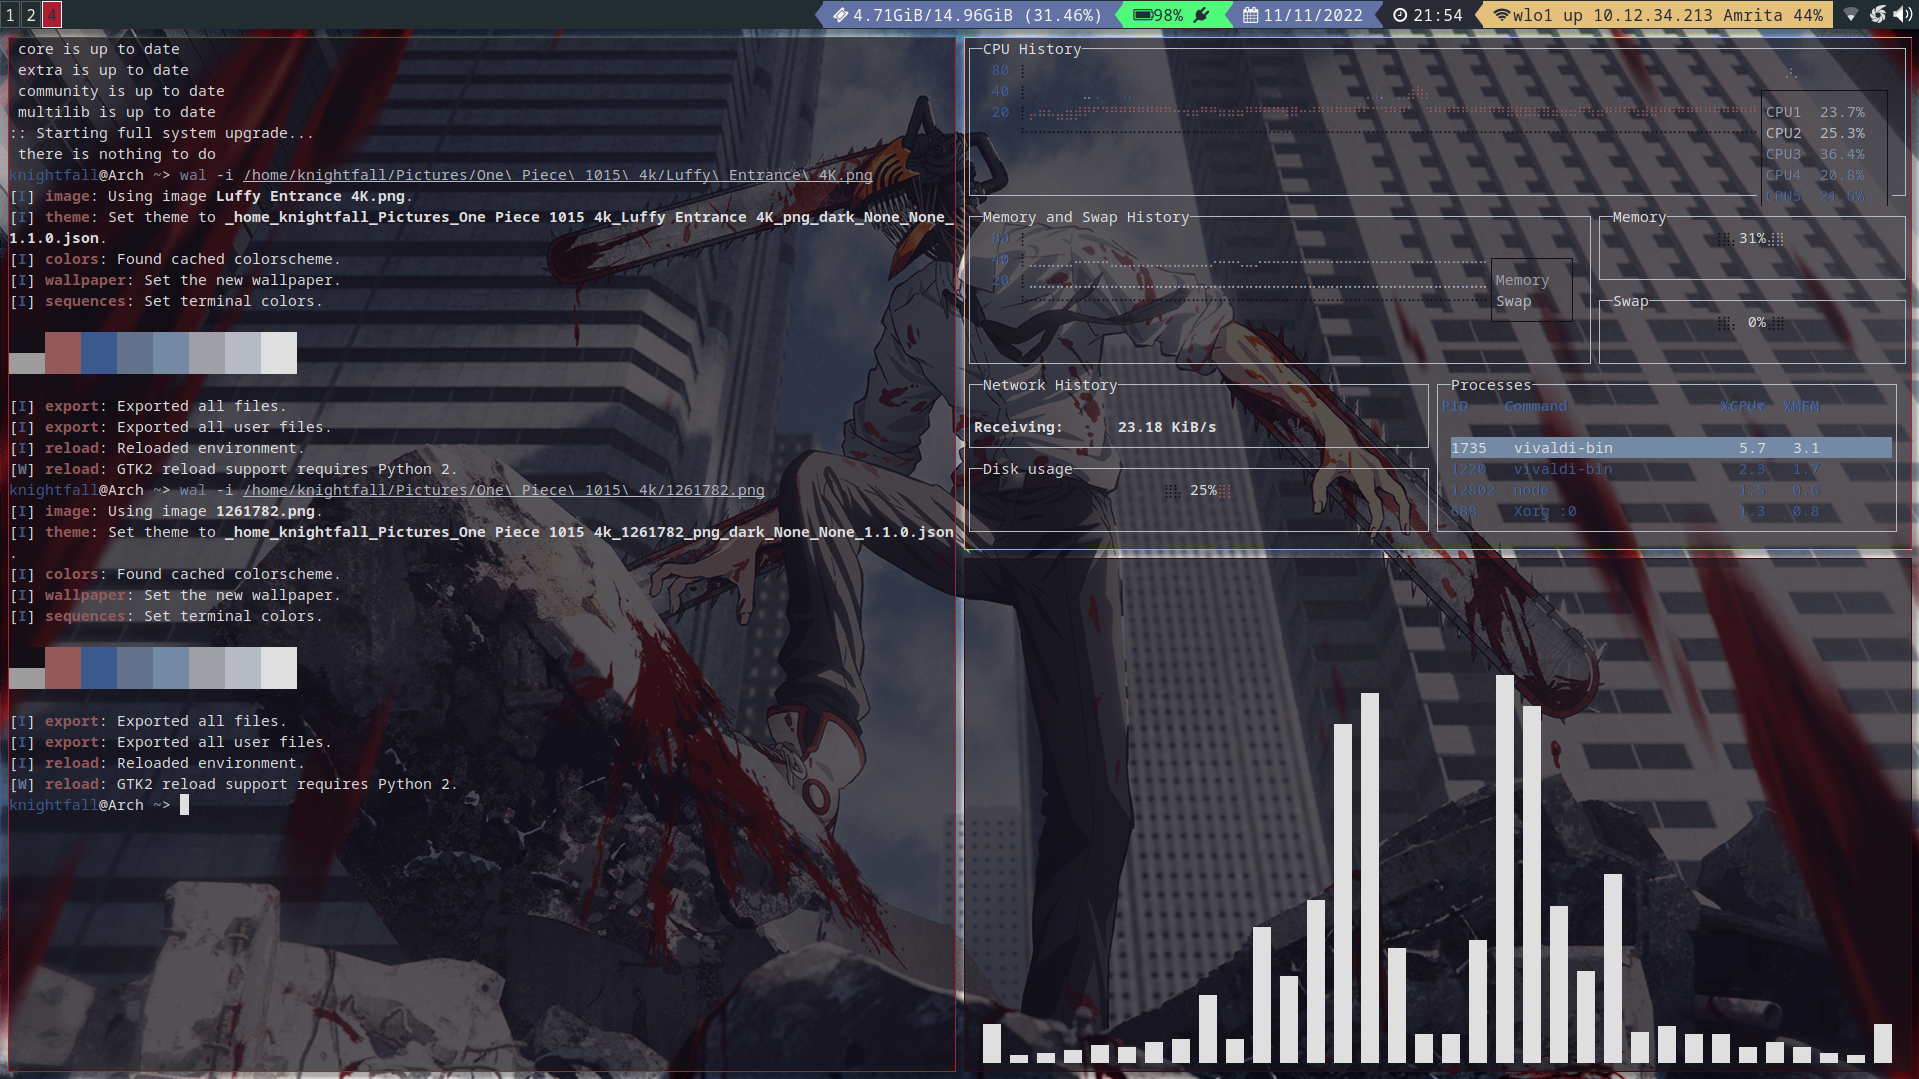 1 2 4
4.71GiB/14.96GiB (31.46%) 98% 11/11/2022 21:54 wlo1 up 10.12.34.213 Amrita 44%
core is up to date
extra is up to date
community is up to date
multilib is up to date
:: Starting full system upgrade...
there is nothing to do
knightfall@Arch ~> wal -i /home/knightfall/Pictures/One\ Piece\ 1015\ 4k/Luffy\ Entrance\ 4K.png
[I] image: Using image Luffy Entrance 4K.png.
[I] theme: Set theme to _home_knightfall_Pictures_One Piece 1015 4k_Luffy Entrance 4K_png_dark_None_None_
1.1.0.json.
[I] colors: Found cached colorscheme.
[I] wallpaper: Set the new wallpaper.
[I] sequences: Set terminal colors.
[I] export: Exported all files.
[I] export: Exported all user files.
[I] reload: Reloaded environment.
[W] reload: GTK2 reload support requires Python 2.
knightfall@Arch ~> wal -i /home/knightfall/Pictures/One\ Piece\ 1015\ 4k/1261782.png
[I] image: Using image 1261782.png.
[I] theme: Set theme to _home_knightfall_Pictures_One Piece 1015 4k_1261782_png_dark_None_None_1.1.0.json
.
[I] colors: Found cached colorscheme.
[I] wallpaper: Set the new wallpaper.
[I] sequences: Set terminal colors.
[I] export: Exported all files.
[I] export: Exported all user files.
[I] reload: Reloaded environment.
[W] reload: GTK2 reload support requires Python 2.
knightfall@Arch ~>
CPU History
80
40
20
CPU1 23.7%
CPU2 25.3%
CPU3 36.4%
CPU4 20.8%
CPU5 21.6%
Memory and Swap History
80
40
20
Memory
Swap
Memory
31%
Swap
0%
Network History
Receiving: 23.18 KiB/s
Disk usage
25%
Processes
PID Command %CPU▼ %MEM
1735 vivaldi-bin 5.7 3.1
1220 vivaldi-bin 2.3 1.7
12802 node 1.5 0.6
688 Xorg :0 1.3 0.8